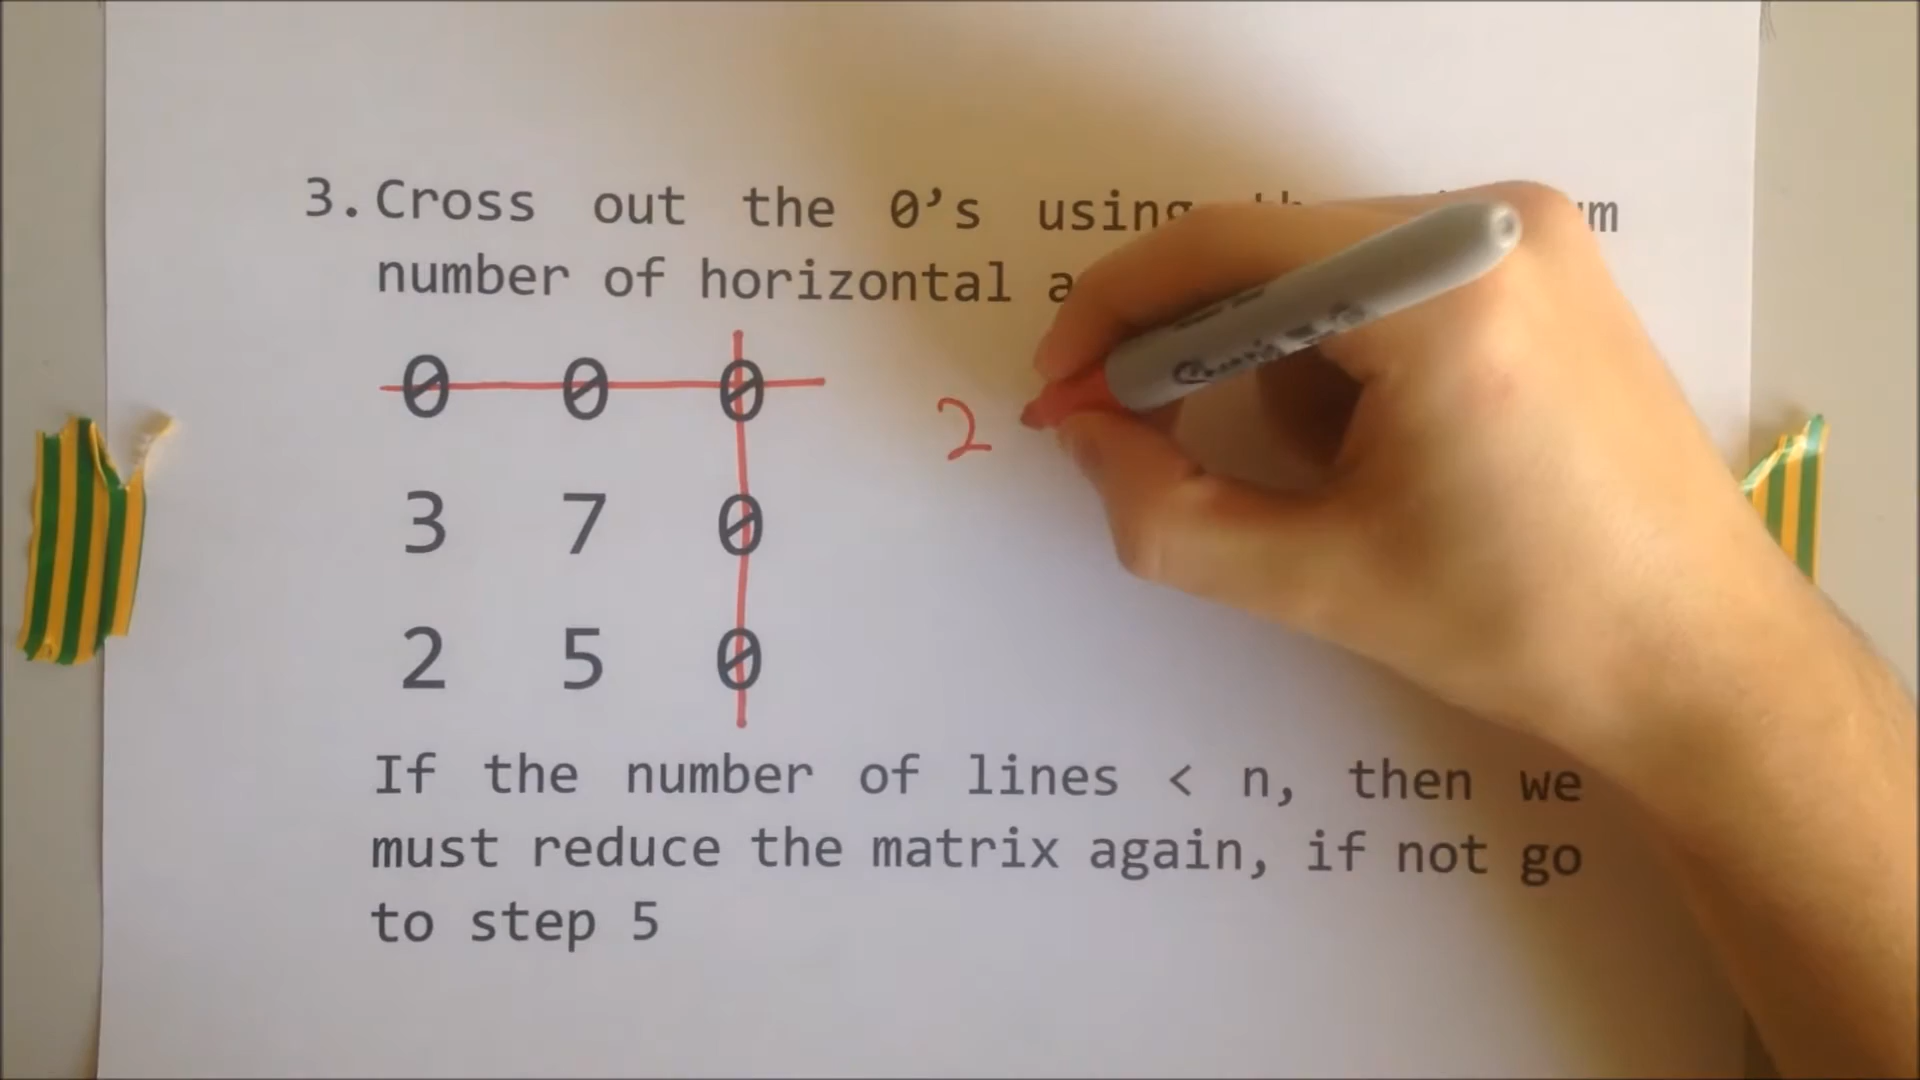 3. Cross out the 0's using
number of horizontal
0 0 0
2
3 7 0
2 5 0
If the number of lines < n, then we
must reduce the matrix again, if not go
to step 5